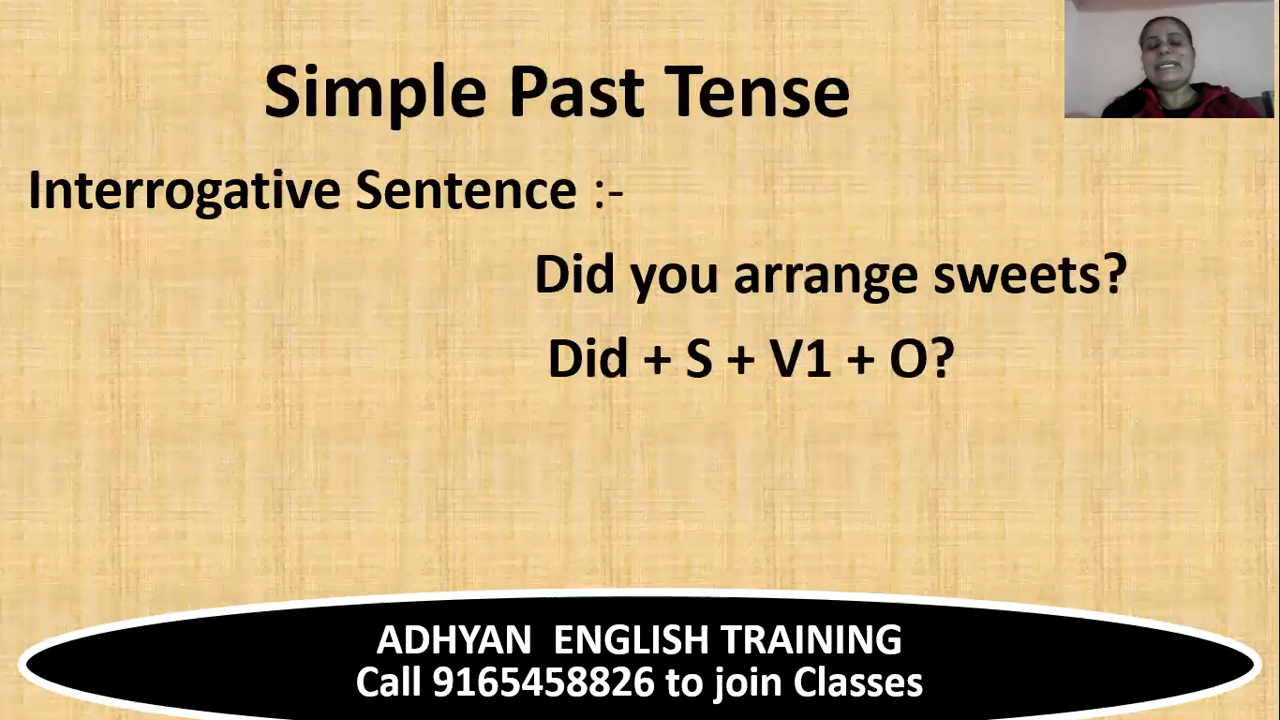 Simple Past Tense
Interrogative Sentence :-
Did you arrange sweets?
Did + S + V1 + O?
ADHYAN ENGLISH TRAINING
Call 9165458826 to join Classes